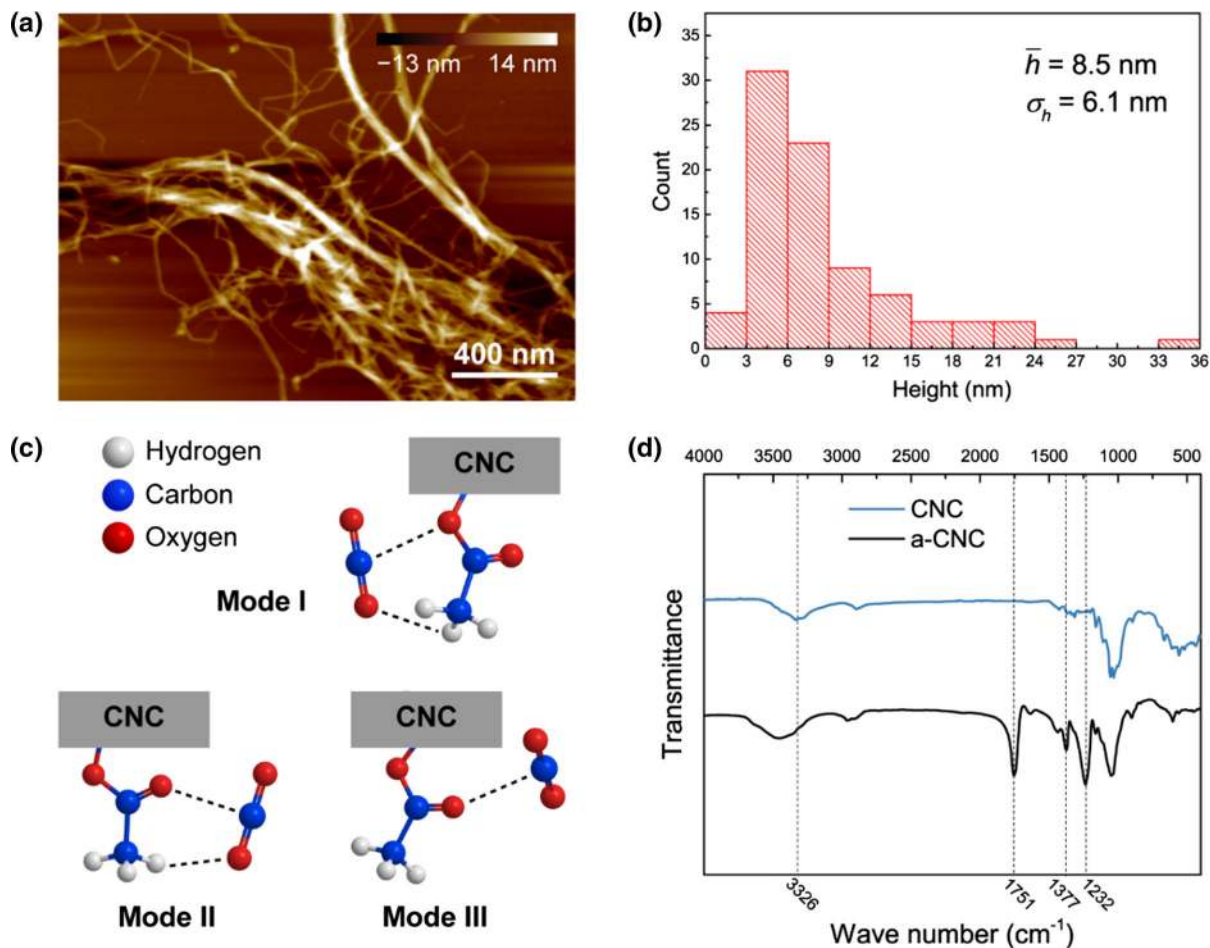 (a)
−13 nm 14 nm
400 nm
(b)
h̄ = 8.5 nm
σh = 6.1 nm
35
30
25
20
15
10
5
0
Count
0 3 6 9 12 15 18 21 24 27 30 33 36
Height (nm)
(c)
Hydrogen
Carbon
Oxygen
CNC
Mode I
CNC
Mode II
CNC
Mode III
(d)
4000 3500 3000 2500 2000 1500 1000 500
CNC
a-CNC
Transmittance
3326 1751 1377 1232
Wave number (cm⁻¹)